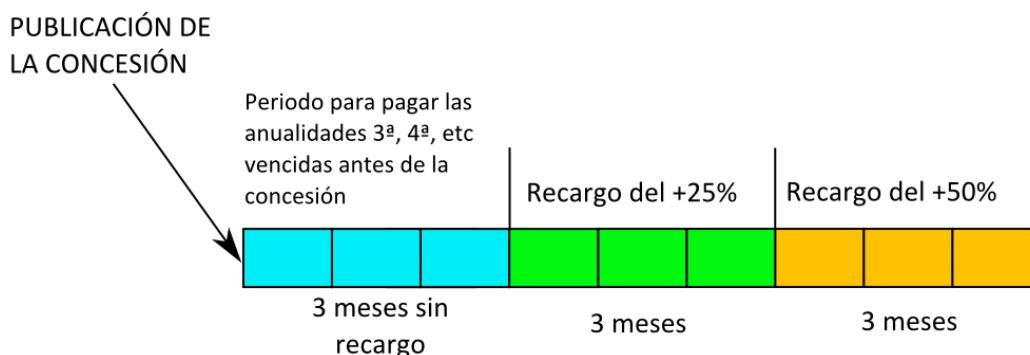 PUBLICACIÓN DE
LA CONCESIÓN
Periodo para pagar las
anualidades 3ª, 4ª, etc
vencidas antes de la
concesión
Recargo del +25%
Recargo del +50%
3 meses sin
recargo
3 meses
3 meses